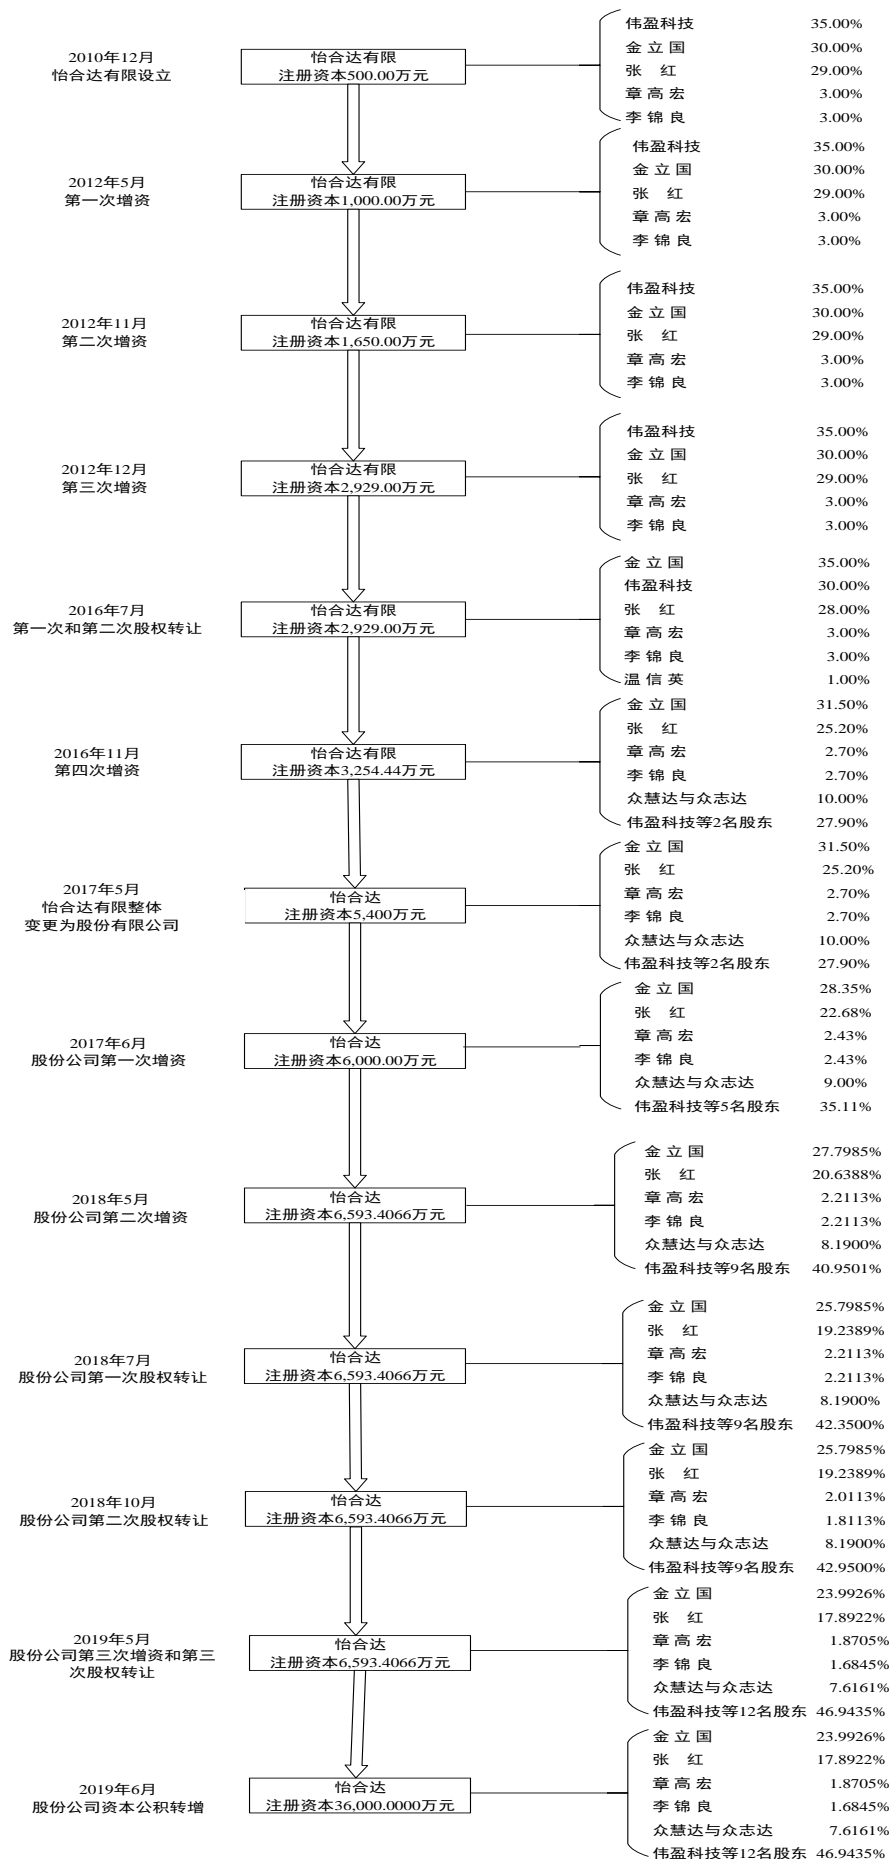 2010年12月
怡合达有限设立
怡合达有限
注册资本500.00万元
伟盈科技 35.00%
金立国 30.00%
张 红 29.00%
章高宏 3.00%
李锦良 3.00%
2012年5月
第一次增资
怡合达有限
注册资本1,000.00万元
伟盈科技 35.00%
金立国 30.00%
张 红 29.00%
章高宏 3.00%
李锦良 3.00%
2012年11月
第二次增资
怡合达有限
注册资本1,650.00万元
伟盈科技 35.00%
金立国 30.00%
张 红 29.00%
章高宏 3.00%
李锦良 3.00%
2012年12月
第三次增资
怡合达有限
注册资本2,929.00万元
伟盈科技 35.00%
金立国 30.00%
张 红 29.00%
章高宏 3.00%
李锦良 3.00%
2016年7月
第一次和第二次股权转让
怡合达有限
注册资本2,929.00万元
金立国 35.00%
伟盈科技 30.00%
张 红 28.00%
章高宏 3.00%
李锦良 3.00%
温信英 1.00%
2016年11月
第四次增资
怡合达有限
注册资本3,254.44万元
金立国 31.50%
张 红 25.20%
章高宏 2.70%
李锦良 2.70%
众慧达与众志达 10.00%
伟盈科技等2名股东 27.90%
2017年5月
怡合达有限整体
变更为股份有限公司
怡合达
注册资本5,400万元
金立国 31.50%
张 红 25.20%
章高宏 2.70%
李锦良 2.70%
众慧达与众志达 10.00%
伟盈科技等2名股东 27.90%
2017年6月
股份公司第一次增资
怡合达
注册资本6,000.00万元
金立国 28.35%
张 红 22.68%
章高宏 2.43%
李锦良 2.43%
众慧达与众志达 9.00%
伟盈科技等5名股东 35.11%
2018年5月
股份公司第二次增资
怡合达
注册资本6,593.4066万元
金立国 27.7985%
张 红 20.6388%
章高宏 2.2113%
李锦良 2.2113%
众慧达与众志达 8.1900%
伟盈科技等9名股东 40.9501%
2018年7月
股份公司第一次股权转让
怡合达
注册资本6,593.4066万元
金立国 25.7985%
张 红 19.2389%
章高宏 2.2113%
李锦良 2.2113%
众慧达与众志达 8.1900%
伟盈科技等9名股东 42.3500%
2018年10月
股份公司第二次股权转让
怡合达
注册资本6,593.4066万元
金立国 25.7985%
张 红 19.2389%
章高宏 2.0113%
李锦良 1.8113%
众慧达与众志达 8.1900%
伟盈科技等9名股东 42.9500%
2019年5月
股份公司第三次增资和第三
次股权转让
怡合达
注册资本6,593.4066万元
金立国 23.9926%
张 红 17.8922%
章高宏 1.8705%
李锦良 1.6845%
众慧达与众志达 7.6161%
伟盈科技等12名股东 46.9435%
2019年6月
股份公司资本公积转增
怡合达
注册资本36,000.0000万元
金立国 23.9926%
张 红 17.8922%
章高宏 1.8705%
李锦良 1.6845%
众慧达与众志达 7.6161%
伟盈科技等12名股东 46.9435%